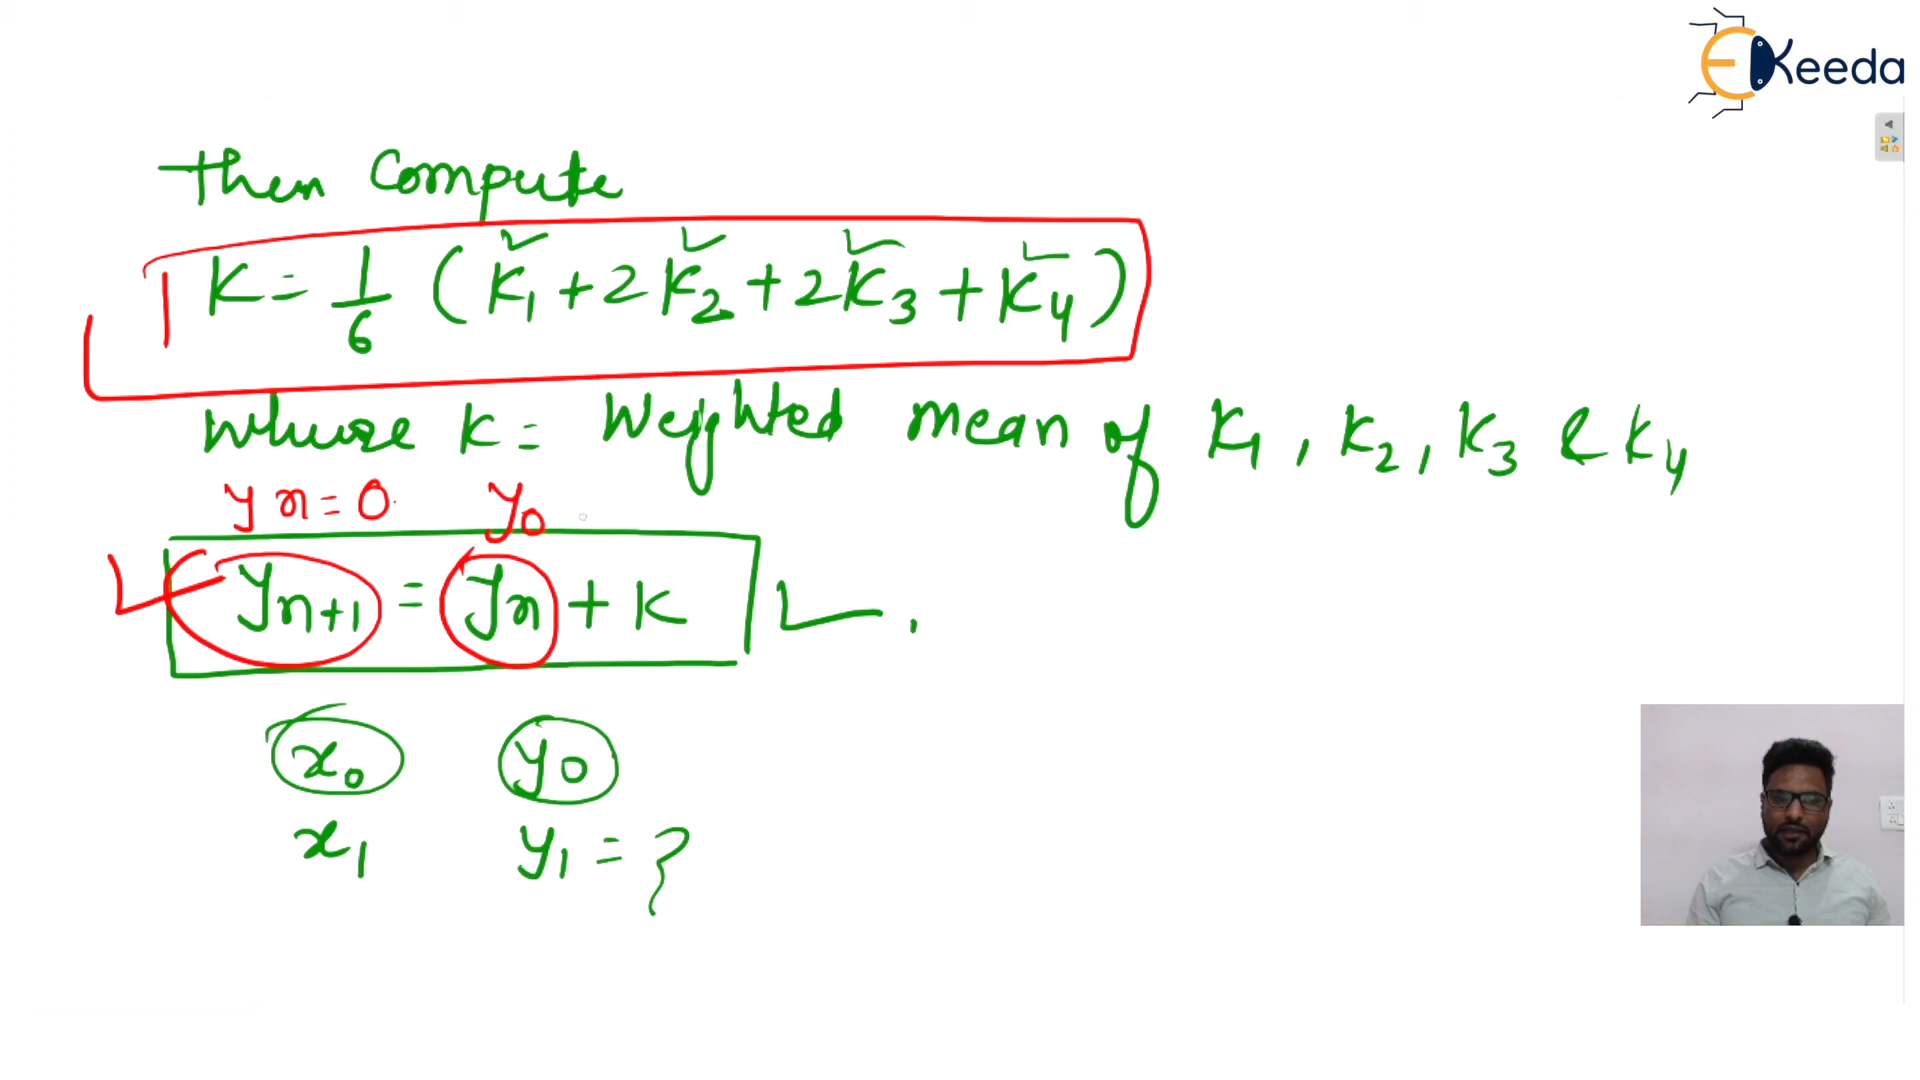 EKeeda
then compute
K = 1/6 (K₁ + 2K₂ + 2K₃ + K₄)
where K = Weighted mean of K₁, K₂, K₃ & K₄
y n = 0 y₀
yₙ₊₁ = yₙ + K
x₀ y₀
x₁ y₁ = ?